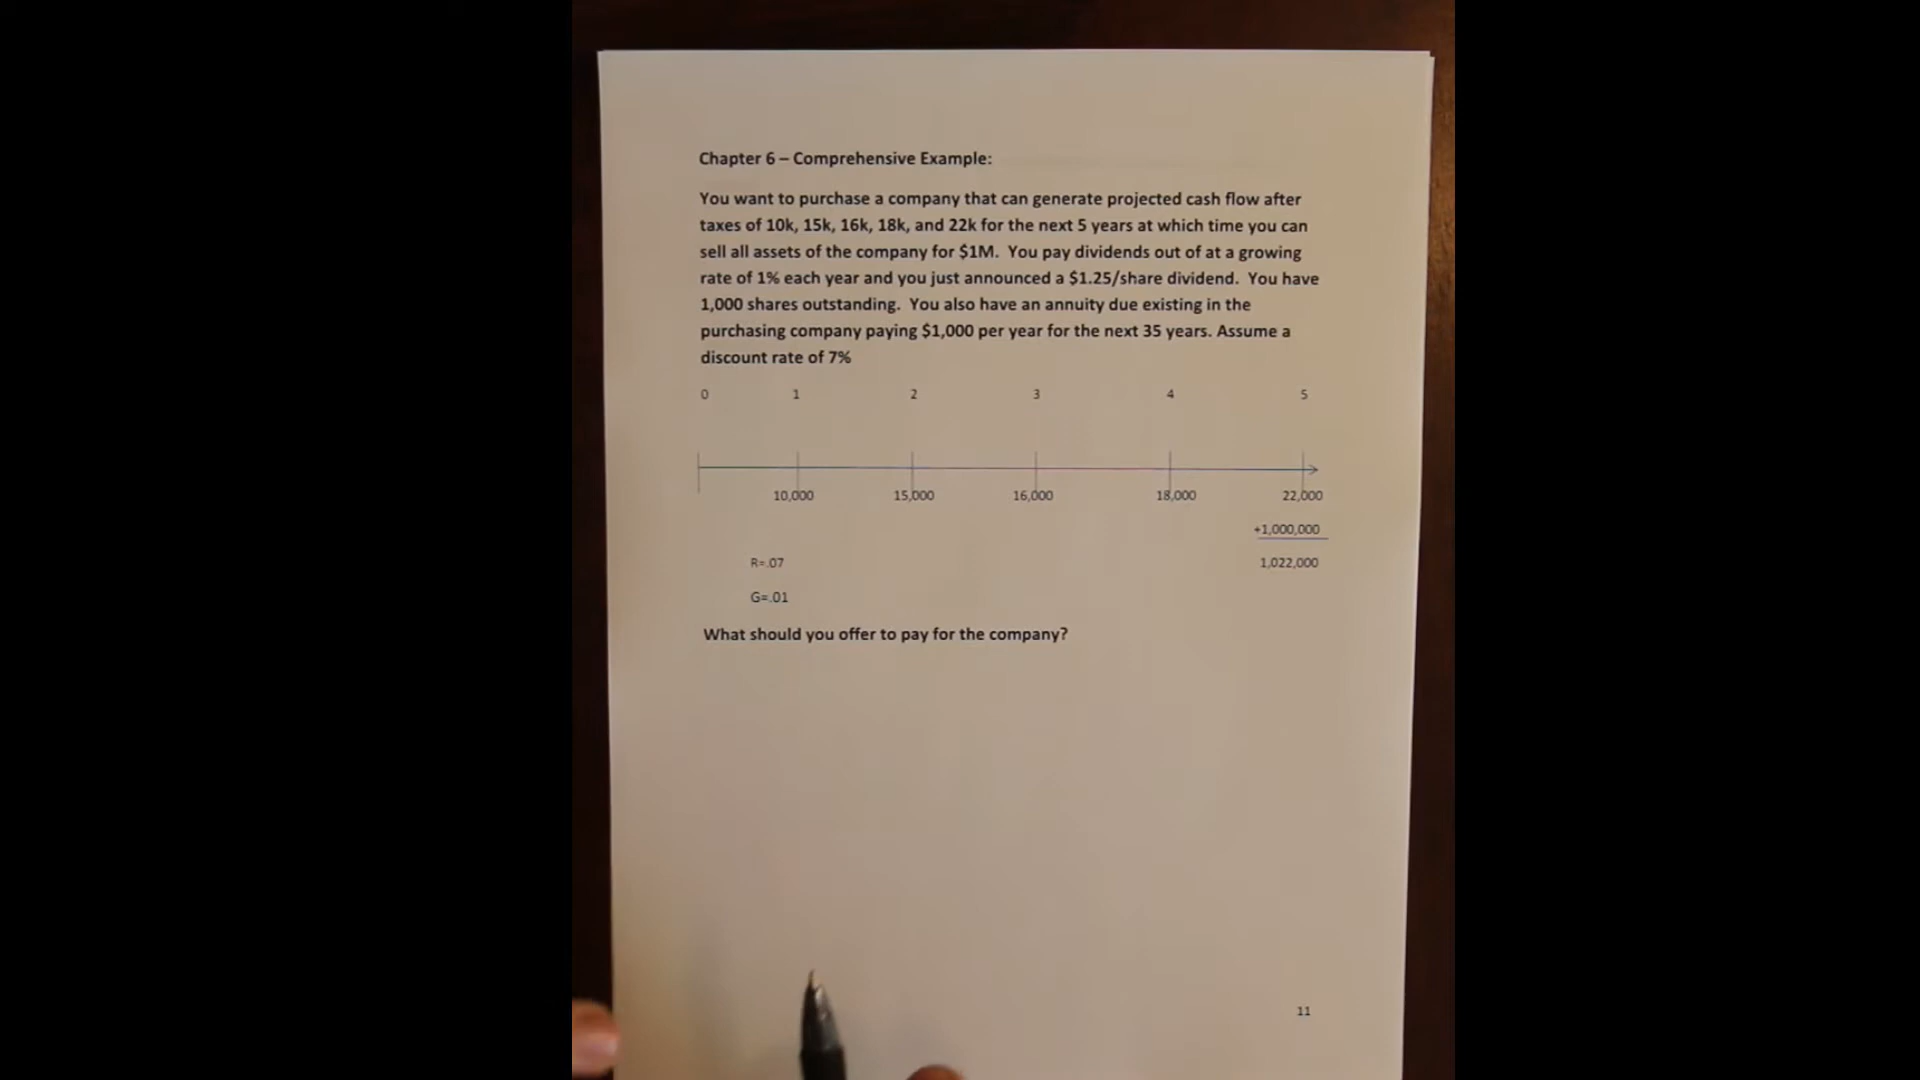 Chapter 6 – Comprehensive Example:
You want to purchase a company that can generate projected cash flow after
taxes of 10k, 15k, 16k, 18k, and 22k for the next 5 years at which time you can
sell all assets of the company for $1M.  You pay dividends out of at a growing
rate of 1% each year and you just announced a $1.25/share dividend.  You have
1,000 shares outstanding.  You also have an annuity due existing in the
purchasing company paying $1,000 per year for the next 35 years. Assume a
discount rate of 7%
0 1 2 3 4 5
10,000 15,000 16,000 18,000 22,000
+1,000,000
R=.07 1,022,000
G=.01
What should you offer to pay for the company?
11